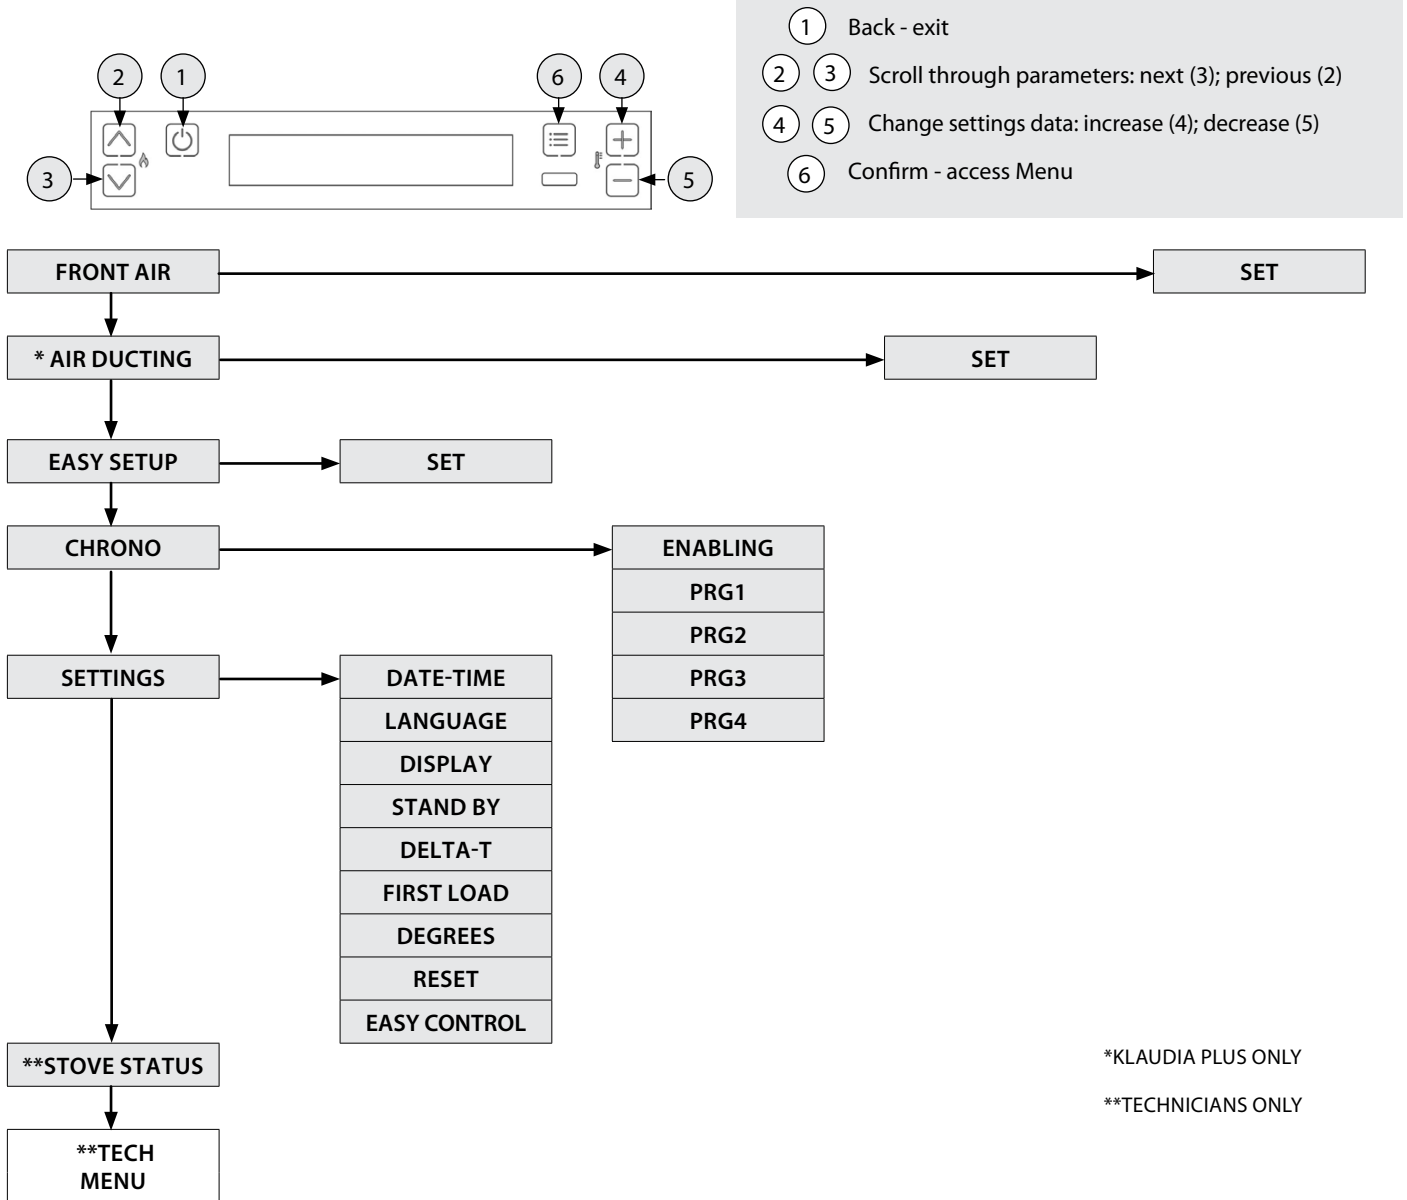 1 Back - exit
2 3 Scroll through parameters: next (3); previous (2)
4 5 Change settings data: increase (4); decrease (5)
6 Confirm - access Menu
2 1 6 4
3 5
FRONT AIR
SET
* AIR DUCTING
SET
EASY SETUP
SET
CHRONO
ENABLING
PRG1
PRG2
PRG3
PRG4
SETTINGS
DATE-TIME
LANGUAGE
DISPLAY
STAND BY
DELTA-T
FIRST LOAD
DEGREES
RESET
EASY CONTROL
**STOVE STATUS
**TECH
MENU
*KLAUDIA PLUS ONLY
**TECHNICIANS ONLY